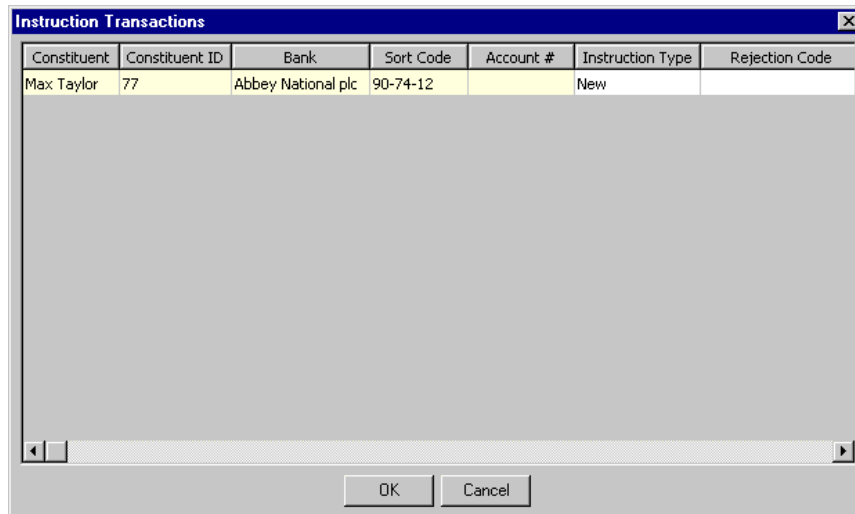 Instruction Transactions
Constituent Constituent ID Bank Sort Code Account # Instruction Type Rejection Code
Max Taylor 77 Abbey National plc 90-74-12 New
OK Cancel